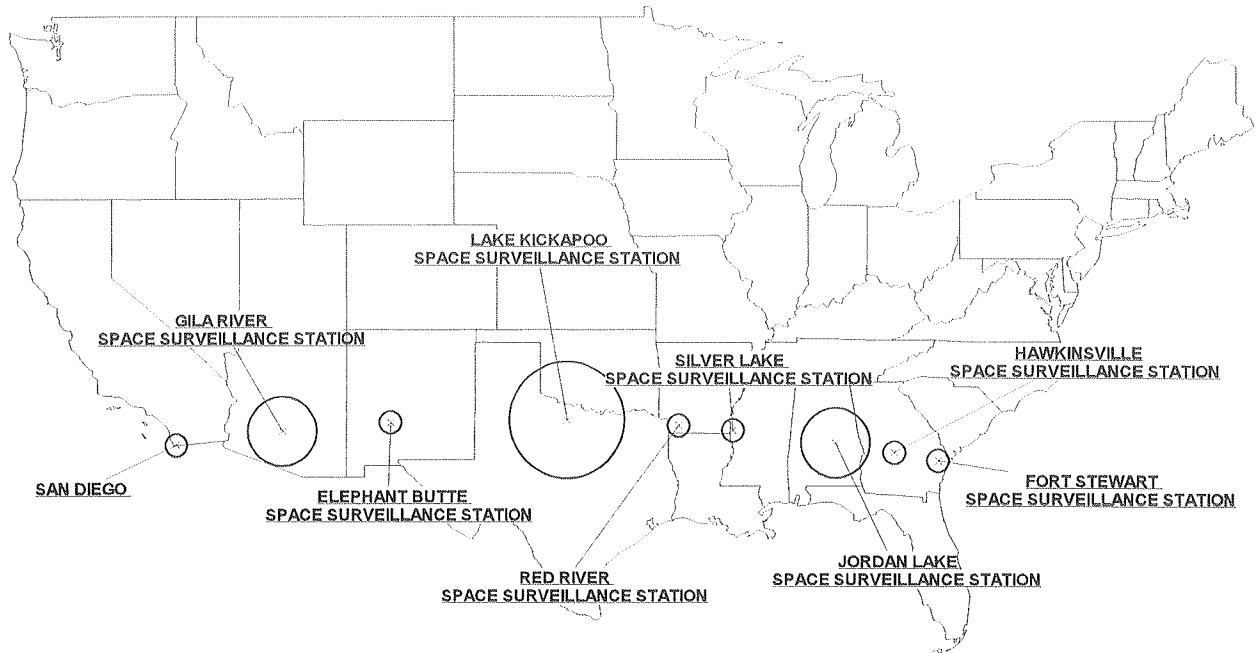 LAKE KICKAPOO
SPACE SURVEILLANCE STATION
GILA RIVER
SPACE SURVEILLANCE STATION
SILVER LAKE
SPACE SURVEILLANCE STATION
HAWKINSVILLE
SPACE SURVEILLANCE STATION
SAN DIEGO
ELEPHANT BUTTE
SPACE SURVEILLANCE STATION
FORT STEWART
SPACE SURVEILLANCE STATION
RED RIVER
SPACE SURVEILLANCE STATION
JORDAN LAKE
SPACE SURVEILLANCE STATION